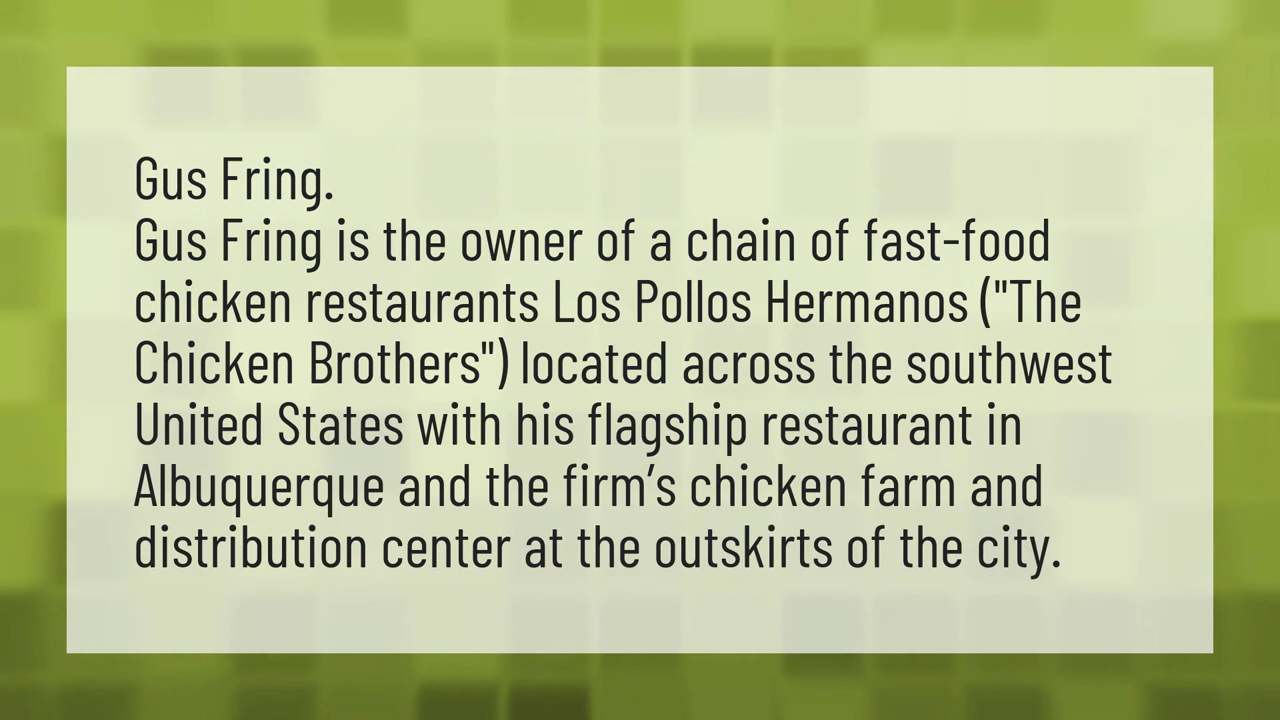 Gus Fring.
Gus Fring is the owner of a chain of fast-food
chicken restaurants Los Pollos Hermanos ("The
Chicken Brothers") located across the southwest
United States with his flagship restaurant in
Albuquerque and the firm’s chicken farm and
distribution center at the outskirts of the city.